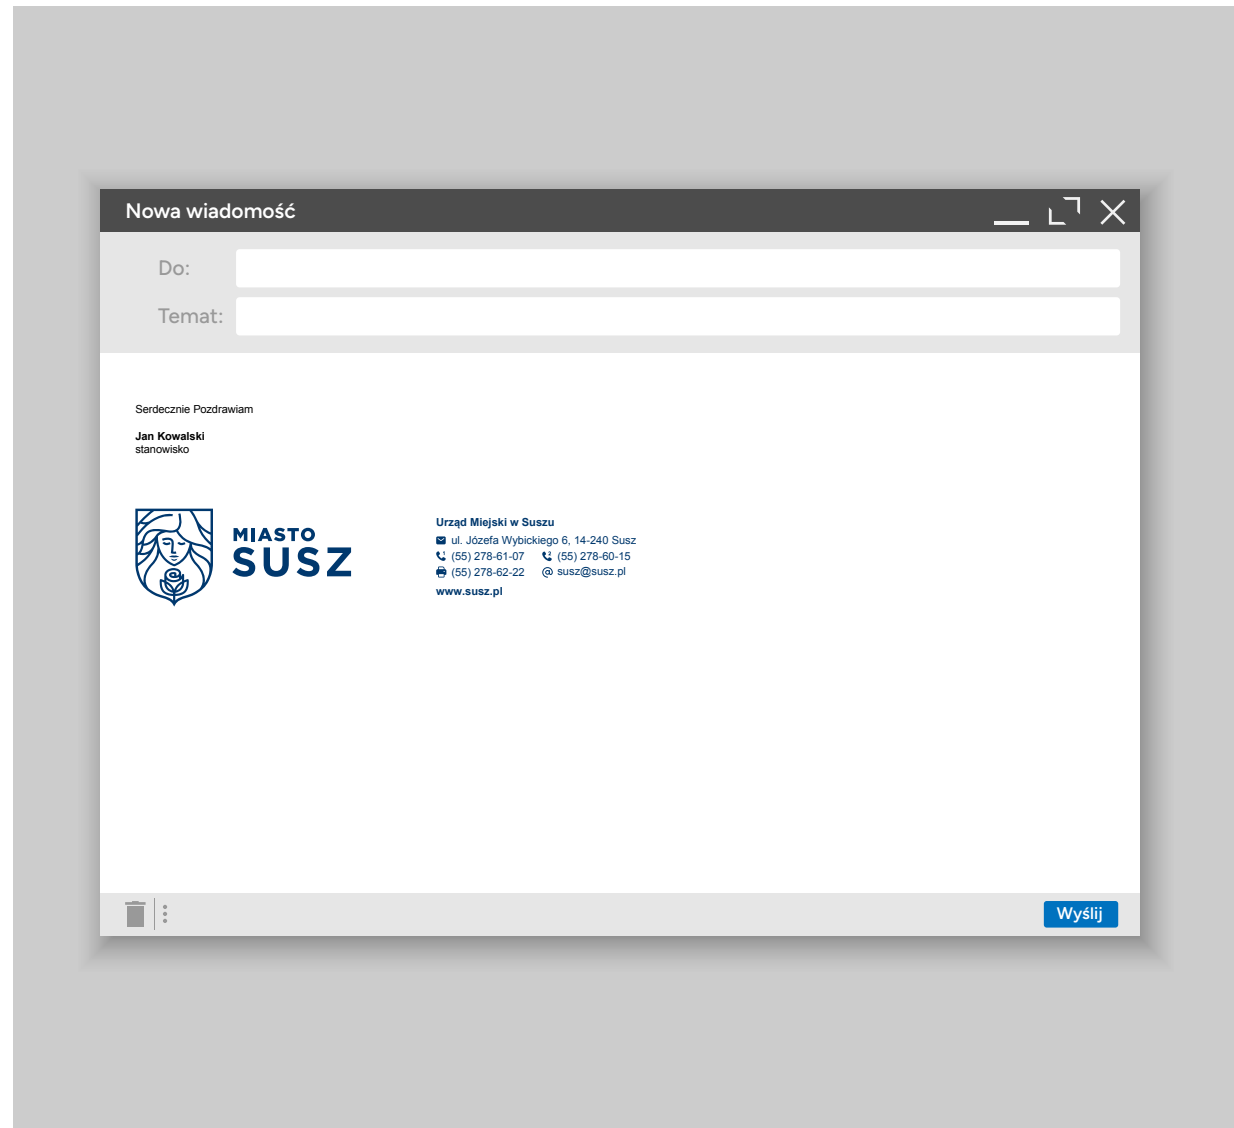 Nowa wiadomość
Do:
Temat:
Serdecznie Pozdrawiam
Jan Kowalski
stanowisko
MIASTO
SUSZ
Urząd Miejski w Suszu
ul. Józefa Wybickiego 6, 14-240 Susz
1 (55) 278-61-07 2 (55) 278-60-15
(55) 278-62-22 @ susz@susz.pl
www.susz.pl
Wyślij